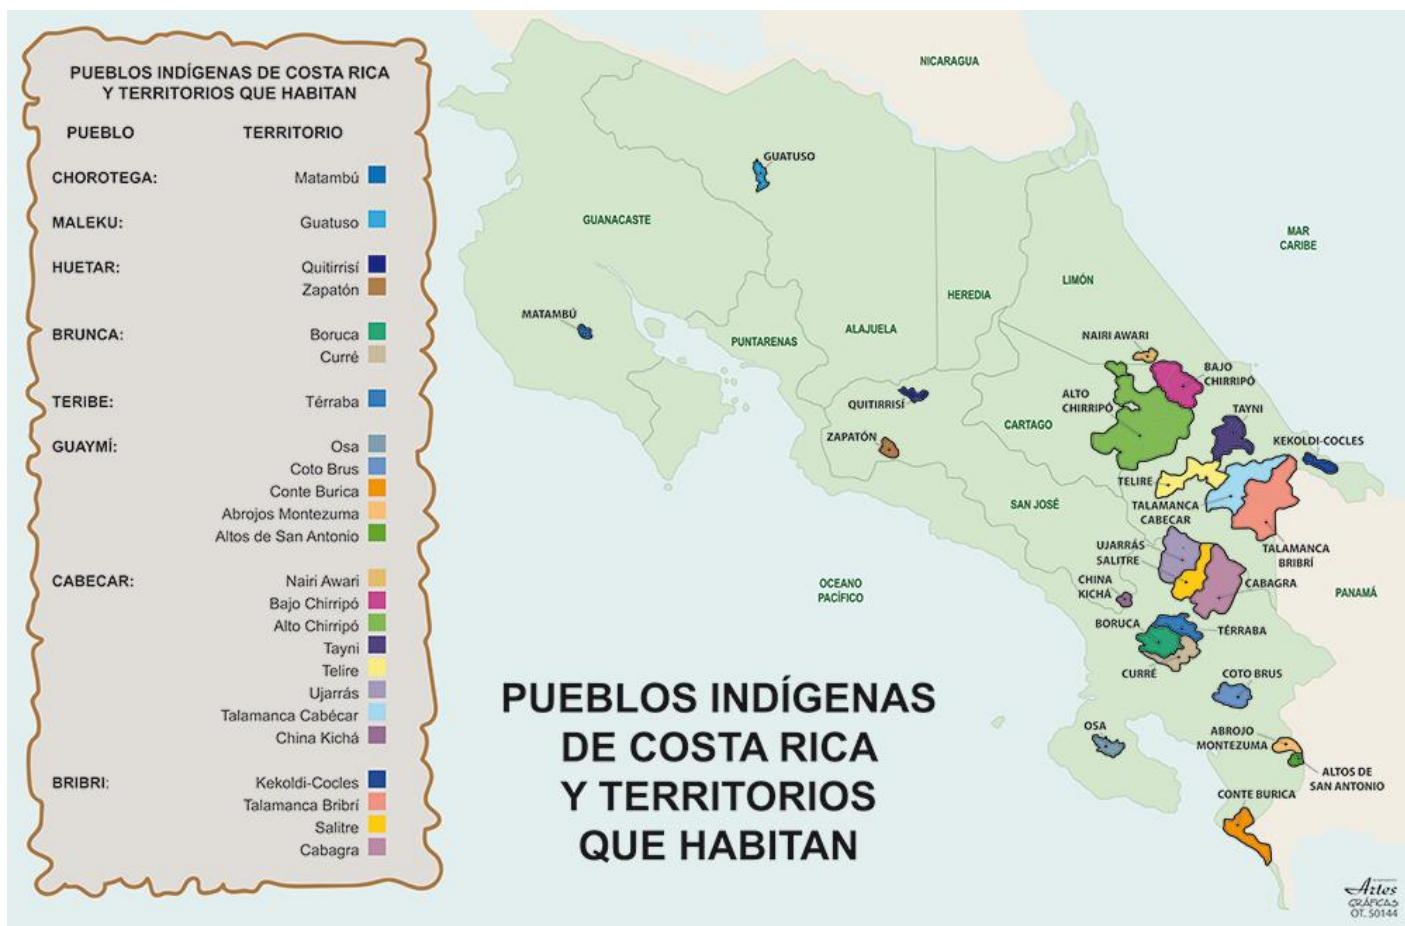 PUEBLOS INDÍGENAS DE COSTA RICA
Y TERRITORIOS QUE HABITAN
PUEBLO TERRITORIO
CHOROTEGA: Matambú
MALEKU: Guatuso
HUETAR: Quitirrisí
Zapatón
BRUNCA: Boruca
Curré
TERIBE: Térraba
GUAYMÍ: Osa
Coto Brus
Conte Burica
Abrojos Montezuma
Altos de San Antonio
CABECAR: Nairi Awari
Bajo Chirripó
Alto Chirripó
Tayni
Telire
Ujarrás
Talamanca Cabécar
China Kichá
BRIBRI: Kekoldi-Cocles
Talamanca Bribrí
Salitre
Cabagra
NICARAGUA
GUATUSO
GUANACASTE
MAR
CARIBE
LIMÓN
HEREDIA
MATAMBÚ
ALAJUELA
PUNTARENAS
NAIRI AWARI
BAJO
CHIRRIPÓ
ALTO
CHIRRIPÓ
QUITIRRISÍ
TAYNI
CARTAGO
ZAPATÓN
KEKOLDI-COCLES
TELIRE
SAN JOSÉ
TALAMANCA
CABECAR
UJARRÁS
SALITRE
TALAMANCA
BRIBRÍ
CHINA
KICHÁ
CABAGRA
OCEANO
PACÍFICO
PANAMÁ
BORUCA
TÉRRABA
CURRÉ
COTO BRUS
OSA
ABROJO
MONTEZUMA
ALTOS DE
SAN ANTONIO
CONTE BURICA
PUEBLOS INDÍGENAS
DE COSTA RICA
Y TERRITORIOS
QUE HABITAN
Artes
GRÁFICAS
OT. 50144